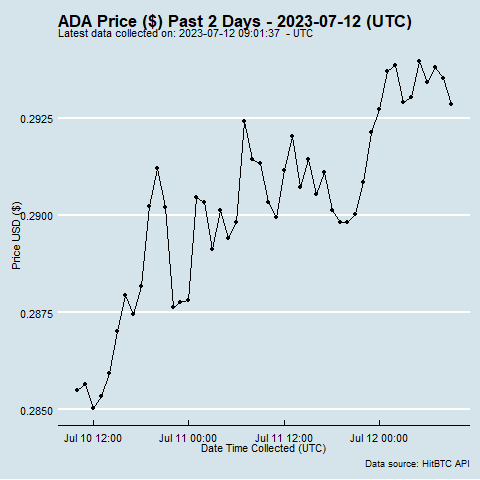 ADA Price ($) Past 2 Days - 2023-07-12 (UTC)
Latest data collected on: 2023-07-12 09:01:37 - UTC
0.2925
0.2900
0.2875
0.2850
Price USD ($)
Jul 10 12:00 Jul 11 00:00 Jul 11 12:00 Jul 12 00:00
Date Time Collected (UTC)
Data source: HitBTC API